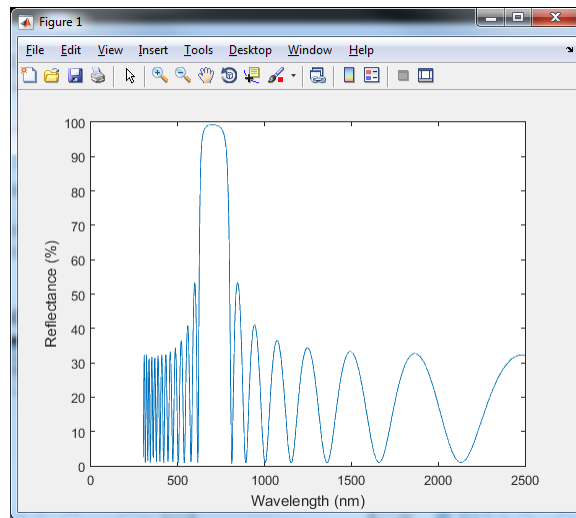 Figure 1
File Edit View Insert Tools Desktop Window Help
100
90
80
70
60
50
40
30
20
10
0
Reflectance (%)
0 500 1000 1500 2000 2500
Wavelength (nm)